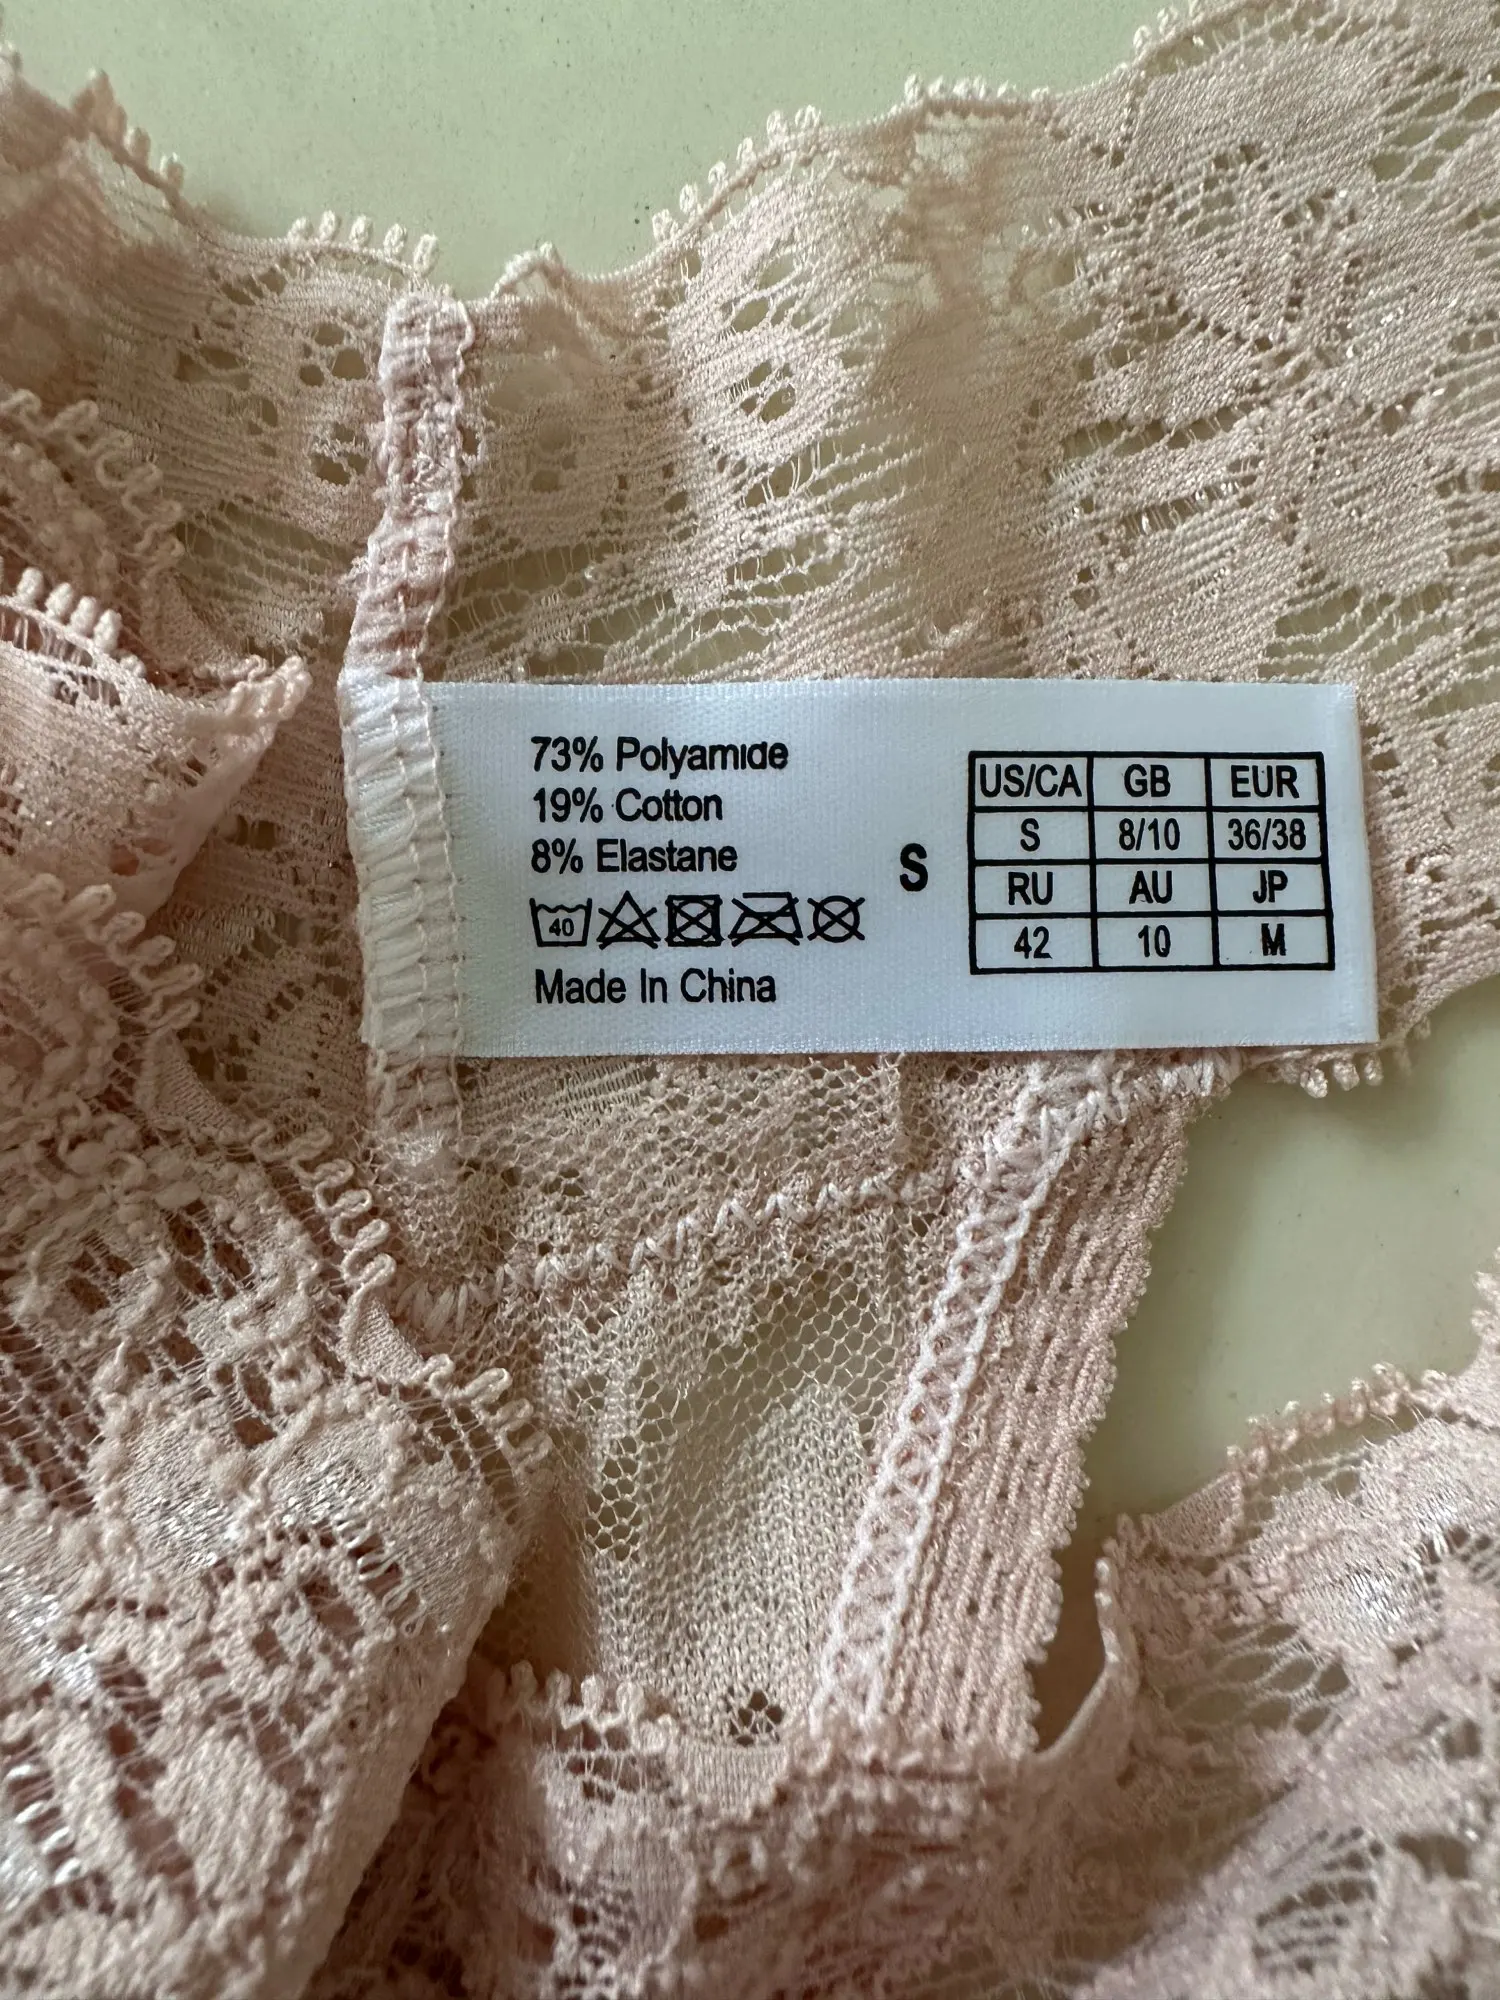 73% Polyamide
19% Cotton
8% Elastane
40
Made In China
S
US/CA GB EUR
S 8/10 36/38
RU AU JP
42 10 M